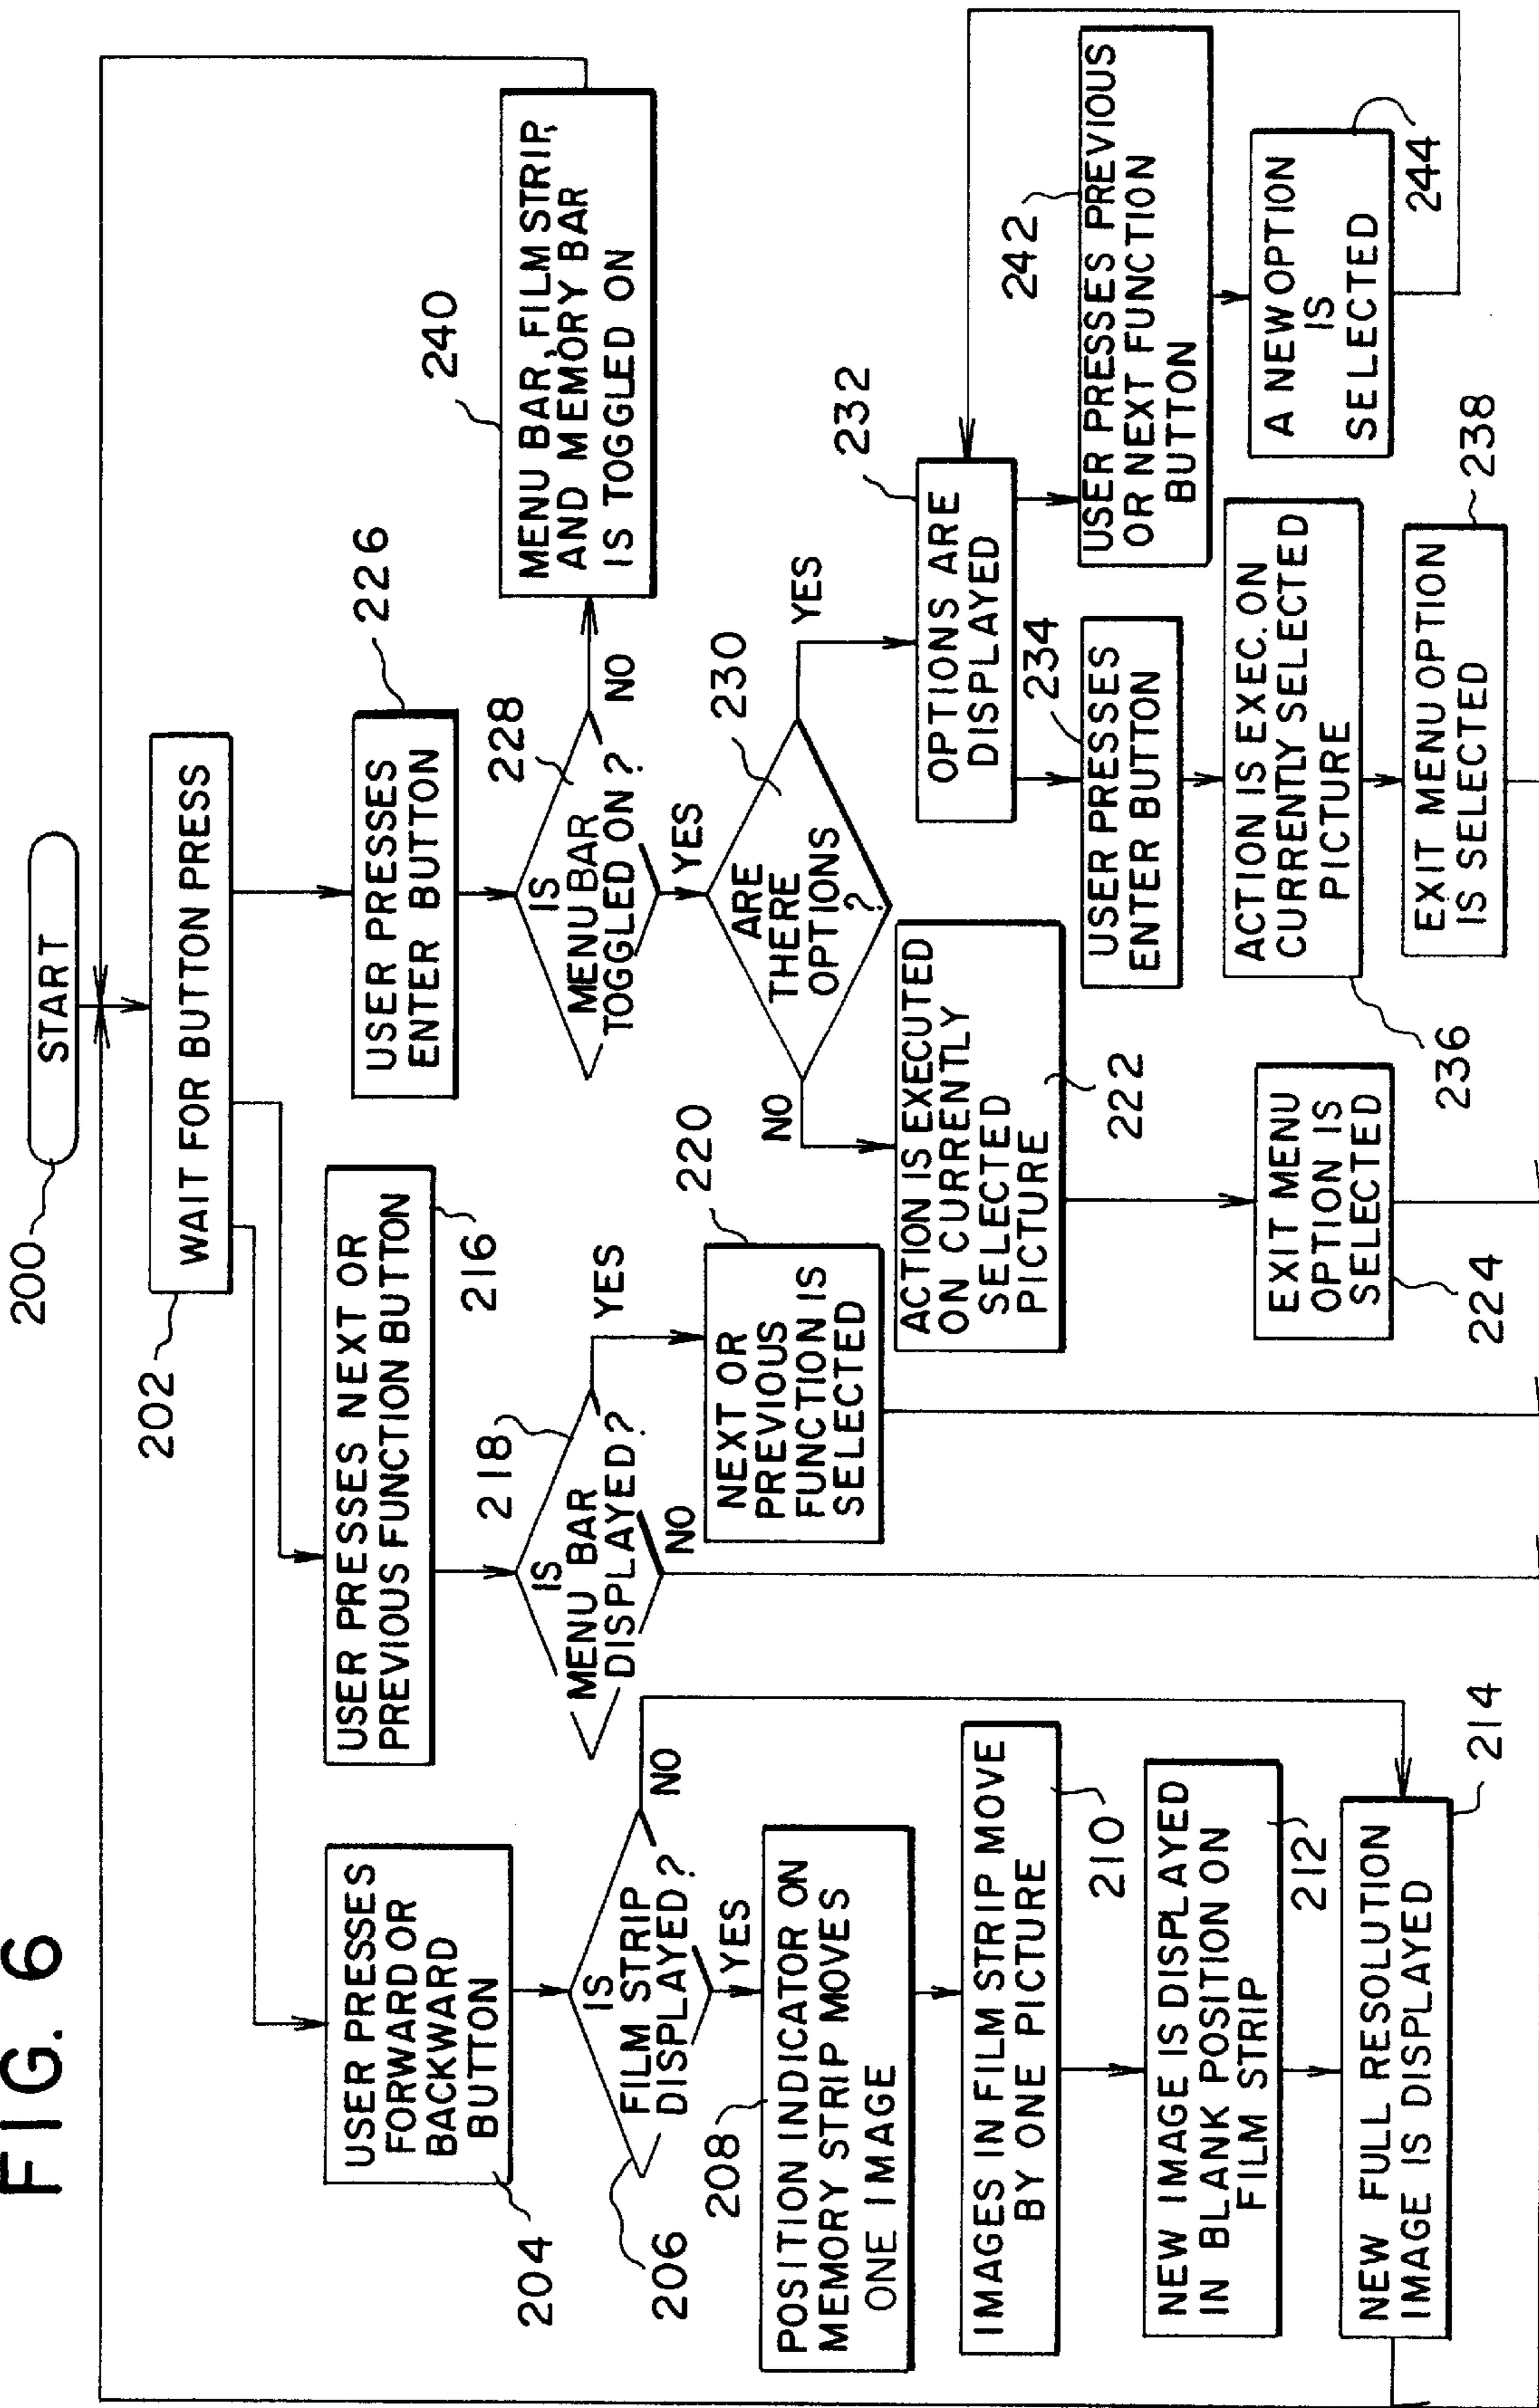 FIG. 6
200
START
202
WAIT FOR BUTTON PRESS
USER PRESSES
FORWARD OR
BACKWARD
BUTTON
204
IS
FILM STRIP
DISPLAYED?
206
NO
YES
208
POSITION INDICATOR ON
MEMORY STRIP MOVES
ONE IMAGE
IMAGES IN FILM STRIP MOVE
BY ONE PICTURE
210
NEW IMAGE IS DISPLAYED
IN BLANK POSITION ON
FILM STRIP
212
NEW FULL RESOLUTION
IMAGE IS DISPLAYED
214
USER PRESSES NEXT OR
PREVIOUS FUNCTION BUTTON
216
218
IS
MENU BAR
DISPLAYED?
YES
NO
220
NEXT OR
PREVIOUS
FUNCTION IS
SELECTED
USER PRESSES
ENTER BUTTON
226
228
IS
MENU BAR
TOGGLED ON?
NO
YES
240
MENU BAR, FILM STRIP,
AND MEMORY BAR
IS TOGGLED ON
230
ARE
THERE
OPTIONS
?
NO
YES
ACTION IS EXECUTED
ON CURRENTLY
SELECTED
PICTURE
222
EXIT MENU
OPTION IS
SELECTED
224
232
OPTIONS ARE
DISPLAYED
234
USER PRESSES
ENTER BUTTON
ACTION IS EXEC. ON
CURRENTLY SELECTED
PICTURE
236
EXIT MENU OPTION
IS SELECTED
238
242
USER PRESSES PREVIOUS
OR NEXT FUNCTION
BUTTON
A NEW OPTION
IS
SELECTED
244